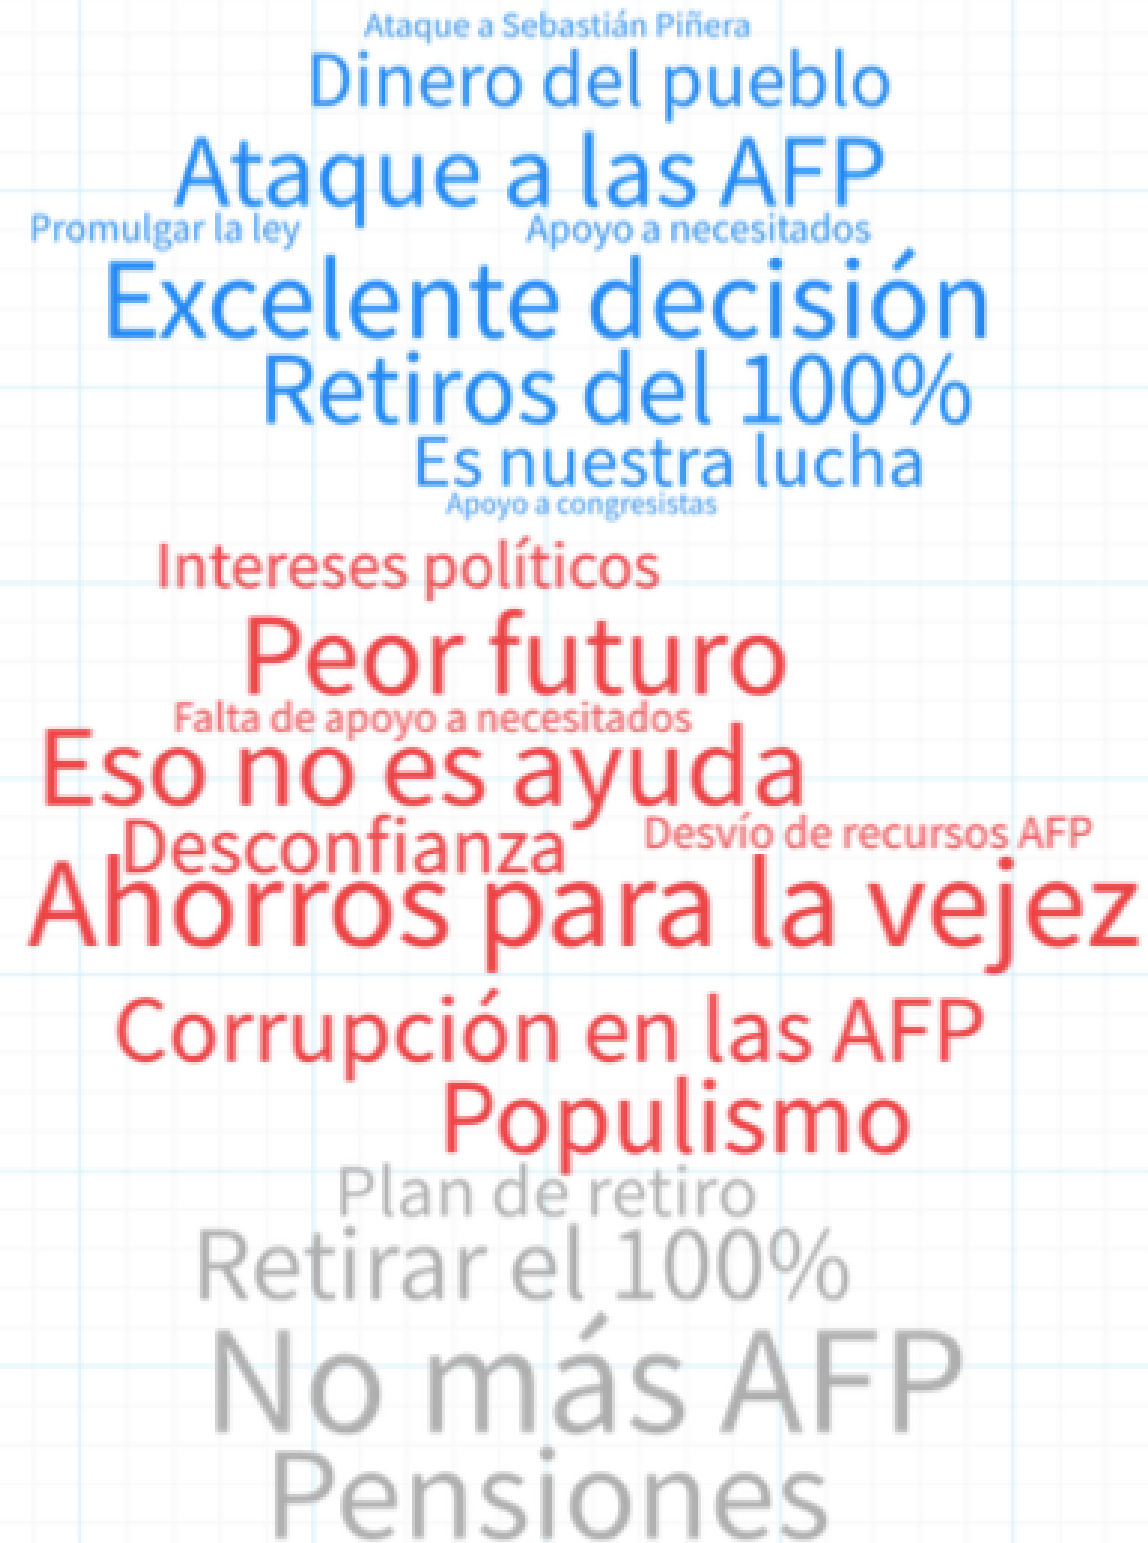 Ataque a Sebastián Piñera
Dinero del pueblo
Ataque a las AFP
Promulgar la ley
Apoyo a necesitados
Excelente decisión
Retiros del 100%
Es nuestra lucha
Apoyo a congresistas
Intereses políticos
Peor futuro
Falta de apoyo a necesitados
Eso no es ayuda
Desconfianza
Desvío de recursos AFP
Ahorros para la vejez
Corrupción en las AFP
Populismo
Plan de retiro
Retirar el 100%
No más AFP
Pensiones